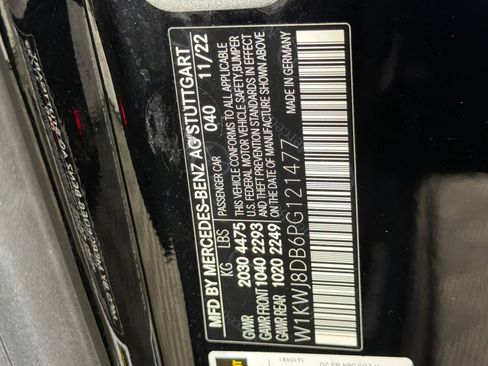 MFD BY MERCEDES-BENZ AG STUTTGART
PASSENGER CAR 040 11/22
KG LBS
THIS VEHICLE CONFORMS TO ALL APPLICABLE
GVWR 2030 4475
U.S. FEDERAL MOTOR VEHICLE SAFETY,BUMPER
GAWR FRONT 1040 2293
AND THEFT PREVENTION STANDARDS IN EFFECT
GAWR REAR 1020 2249
ON THE DATE OF MANUFACTURE SHOWN ABOVE
W1KWJ8DB6PG121477
MADE IN GERMANY